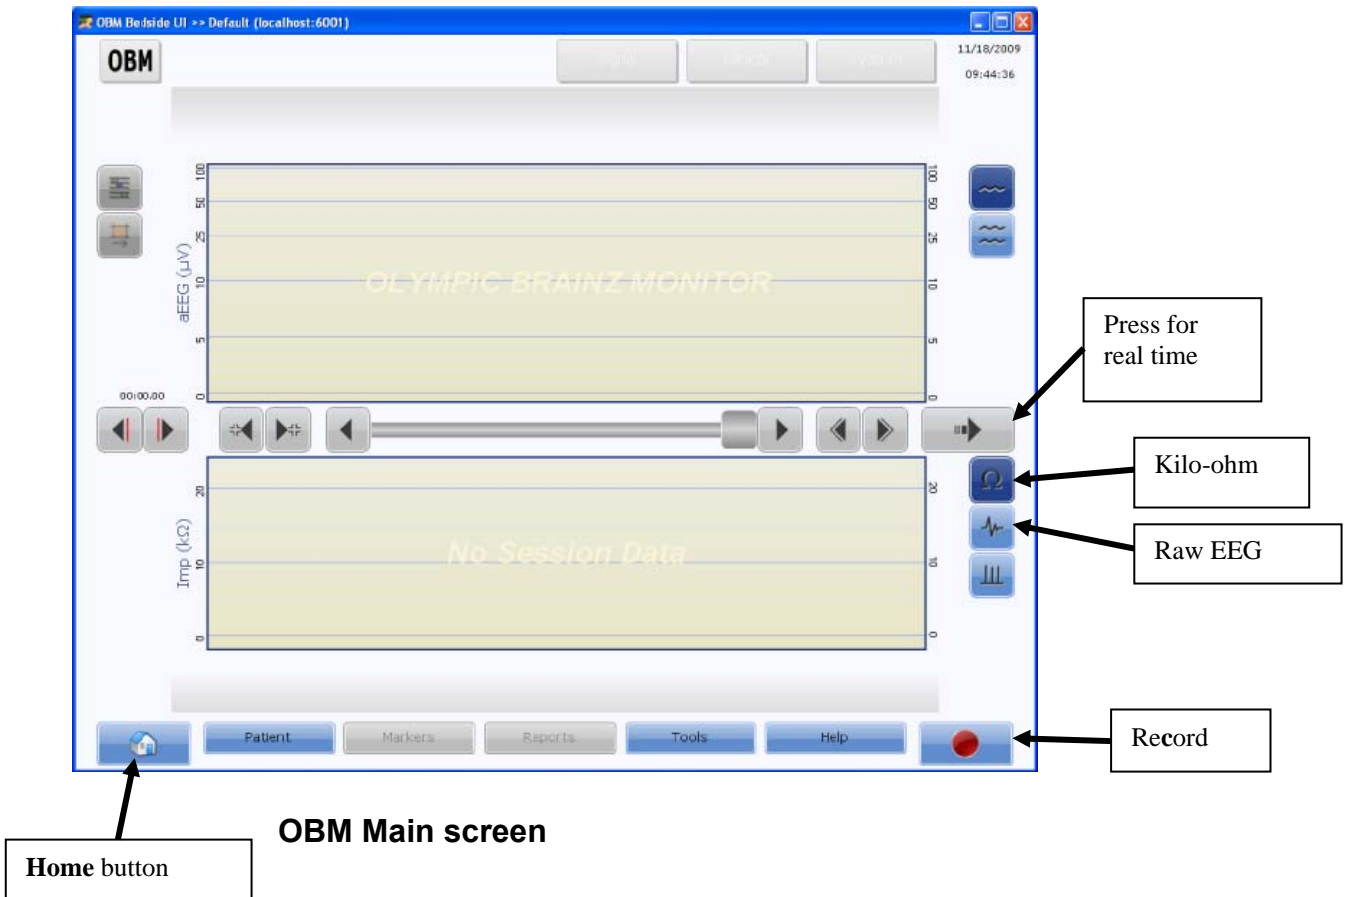 OBM Bedside UI >> Default (localhost:6001)
OBM
11/18/2009
09:44:36
100
50
25
10
5
0
aEEG (µV)
OLYMPIC BRAINZ MONITOR
100
50
25
10
5
0
Press for
real time
00:00.00
Kilo-ohm
Raw EEG
20
10
0
Imp (kΩ)
No Session Data
20
10
0
Ω
Patient
Markers
Reports
Tools
Help
Record
OBM Main screen
Home button